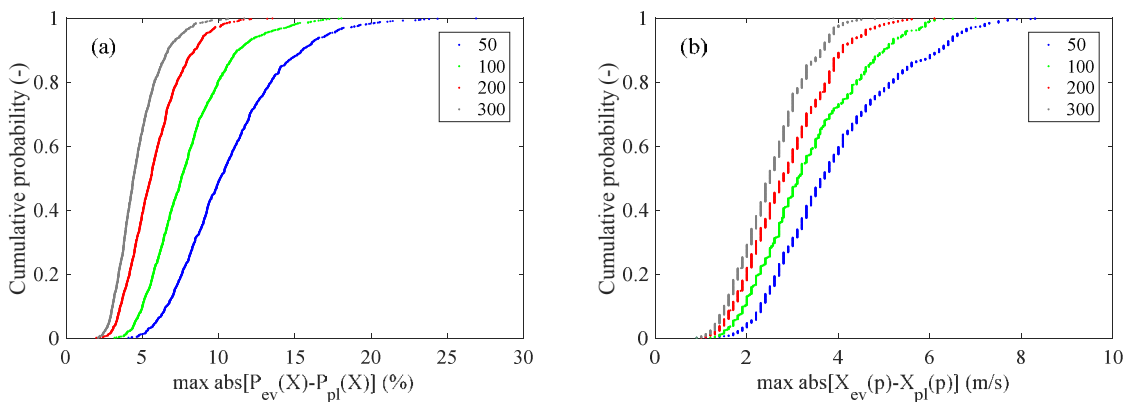 (a)
50
100
200
300
Cumulative probability (-)
1
0.8
0.6
0.4
0.2
0
0 5 10 15 20 25 30
max abs[P_ev(X)-P_pl(X)] (%)
(b)
50
100
200
300
Cumulative probability (-)
1
0.8
0.6
0.4
0.2
0
0 2 4 6 8 10
max abs[X_ev(p)-X_pl(p)] (m/s)